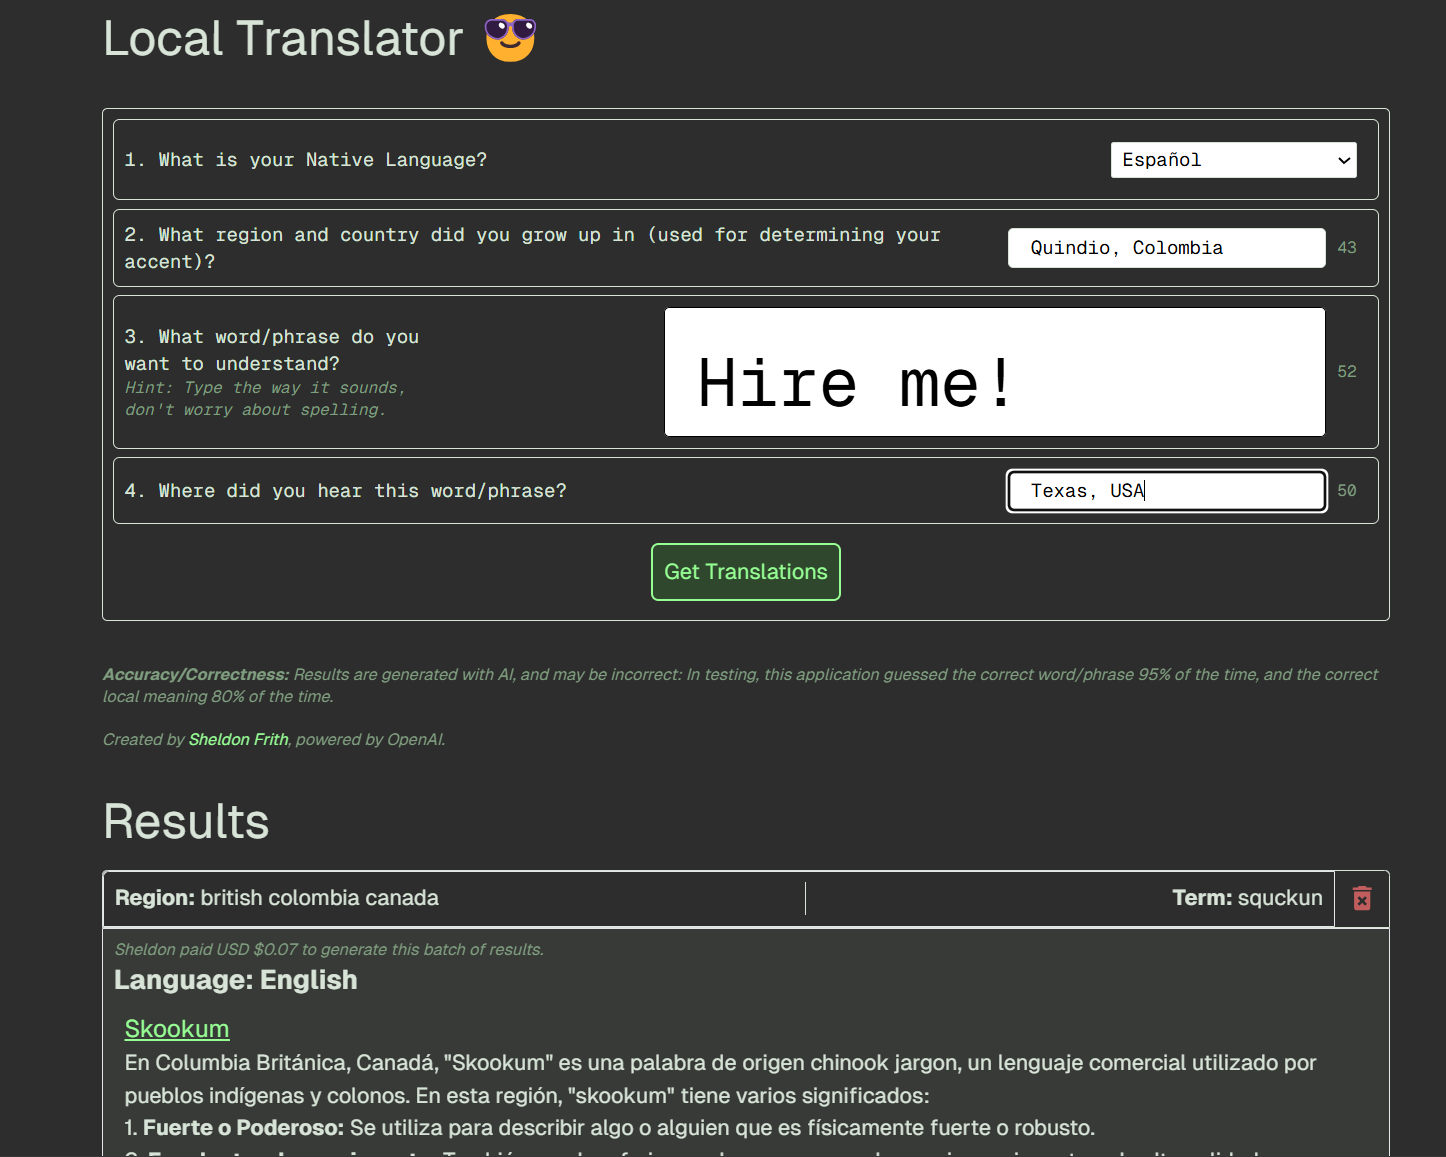 Local Translator 😎
1. What is your Native Language?
Español
2. What region and country did you grow up in (used for determining your
accent)?
Quindio, Colombia
43
3. What word/phrase do you
want to understand?
Hint: Type the way it sounds,
don't worry about spelling.
Hire me!
52
4. Where did you hear this word/phrase?
Texas, USA
50
Get Translations
Accuracy/Correctness: Results are generated with AI, and may be incorrect: In testing, this application guessed the correct word/phrase 95% of the time, and the correct
local meaning 80% of the time.
Created by Sheldon Frith, powered by OpenAI.
Results
Region: british colombia canada
Term: squckun
Sheldon paid USD $0.07 to generate this batch of results.
Language: English
Skookum
En Columbia Británica, Canadá, "Skookum" es una palabra de origen chinook jargon, un lenguaje comercial utilizado por
pueblos indígenas y colonos. En esta región, "skookum" tiene varios significados:
1. Fuerte o Poderoso: Se utiliza para describir algo o alguien que es físicamente fuerte o robusto.